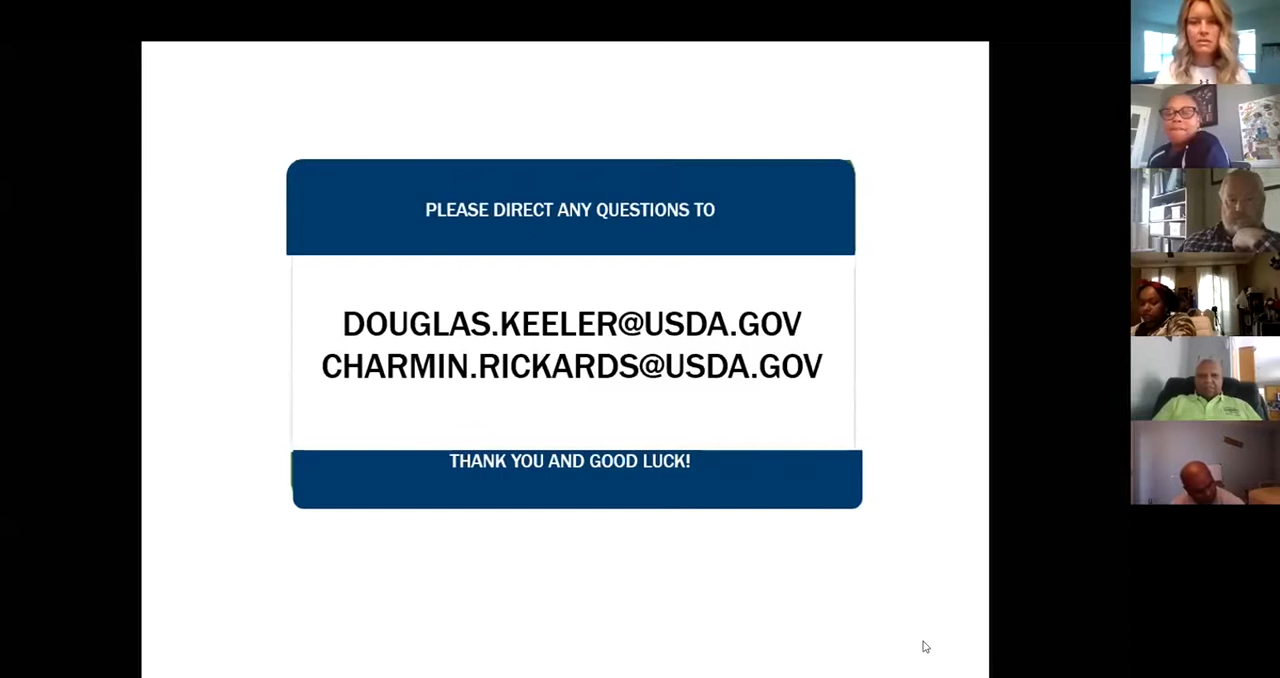 PLEASE DIRECT ANY QUESTIONS TO
DOUGLAS.KEELER@USDA.GOV
CHARMIN.RICKARDS@USDA.GOV
THANK YOU AND GOOD LUCK!